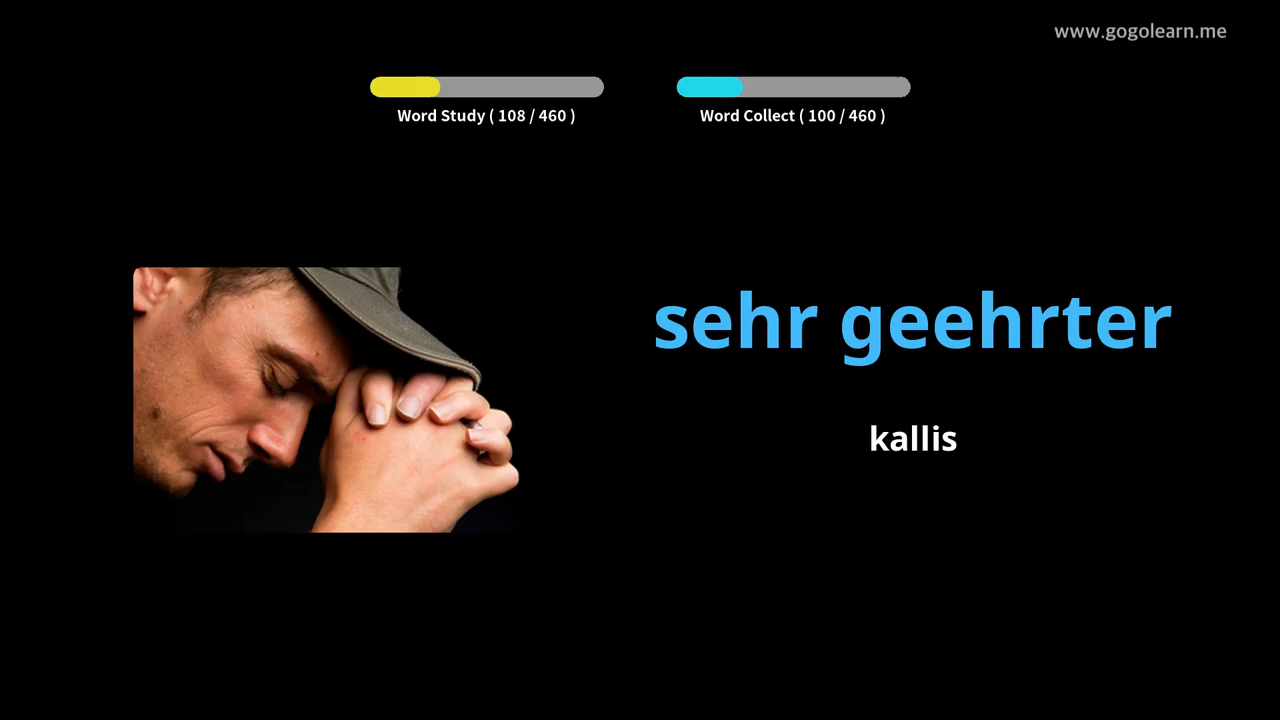 www.gogolearn.me
Word Study ( 108 / 460 )
Word Collect ( 100 / 460 )
sehr geehrter
kallis